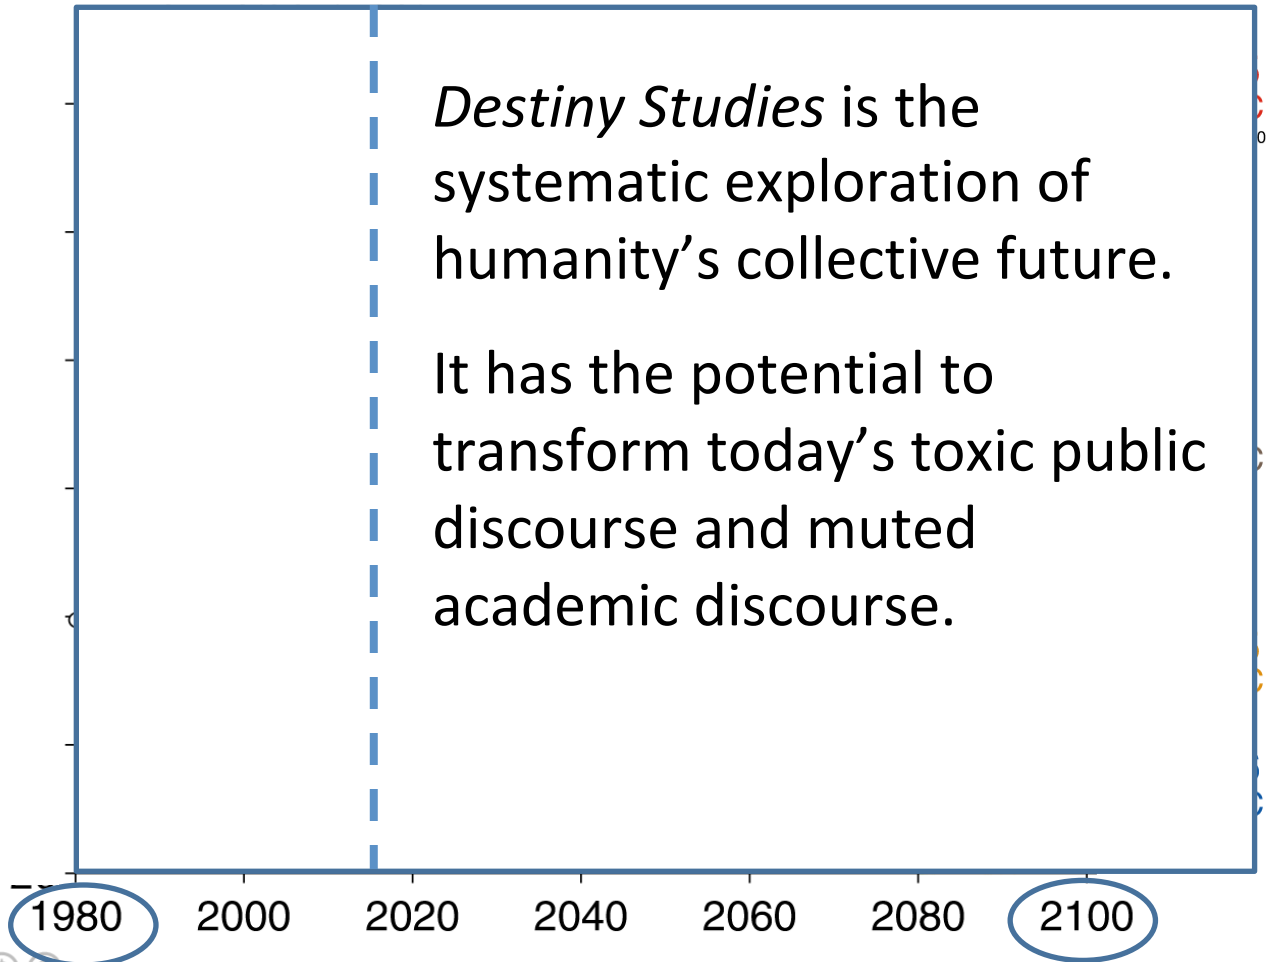 Destiny Studies is the
systematic exploration of
humanity’s collective future.
It has the potential to
transform today’s toxic public
discourse and muted
academic discourse.
0
1980 2000 2020 2040 2060 2080 2100